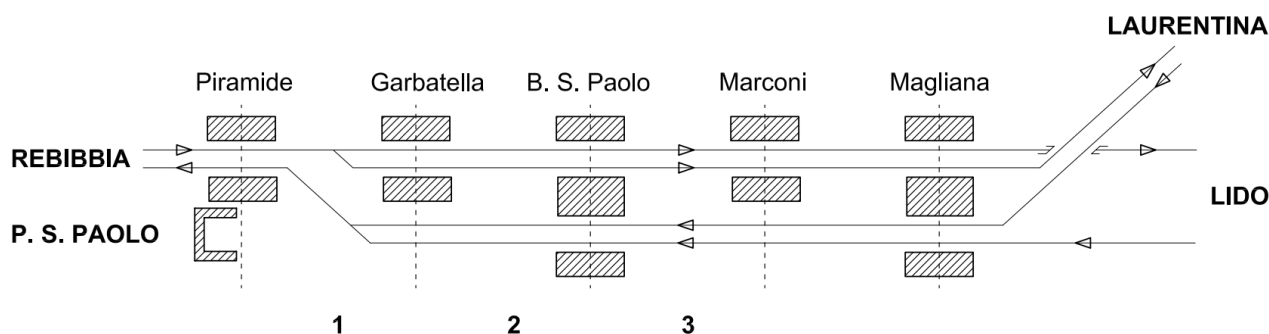 LAURENTINA
Piramide Garbatella B. S. Paolo Marconi Magliana
REBIBBIA
LIDO
P. S. PAOLO
1 2 3